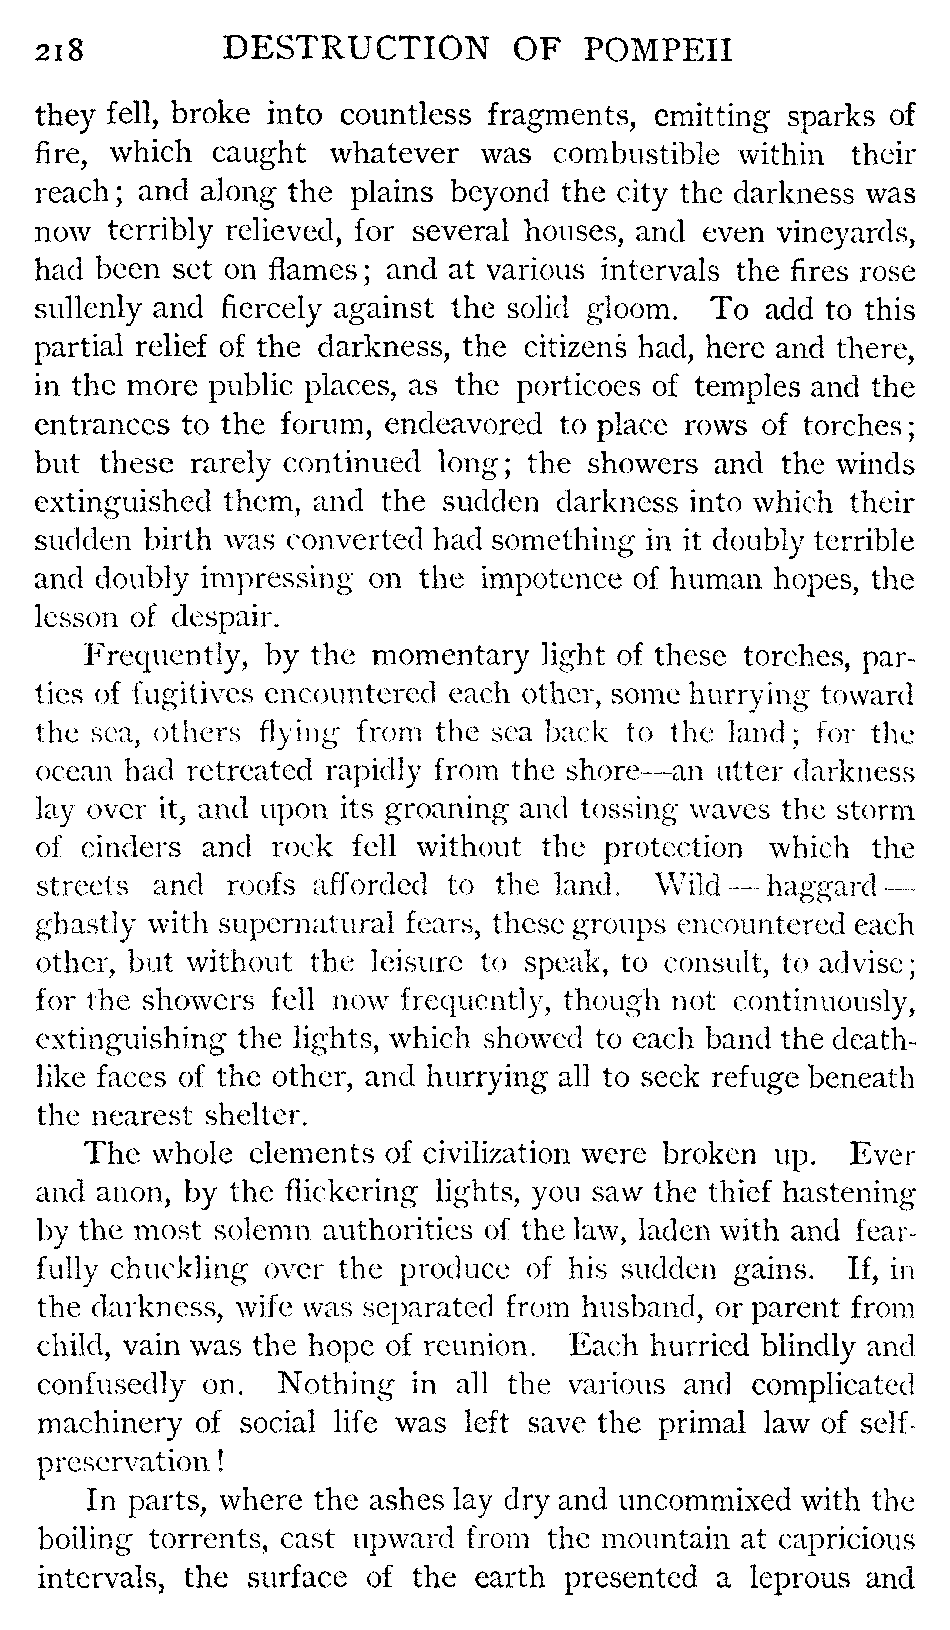 218 DESTRUCTION OF POMPEII
they fell, broke into countless fragments, emitting sparks of
fire, which caught whatever was combustible within their
reach; and along the plains beyond the city the darkness was
now terribly relieved, for several houses, and even vineyards,
had been set on flames; and at various intervals the fires rose
sullenly and fiercely against the solid gloom. To add to this
partial relief of the darkness, the citizens had, here and there,
in the more public places, as the porticoes of temples and the
entrances to the forum, endeavored to place rows of torches;
but these rarely continued long; the showers and the winds
extinguished them, and the sudden darkness into which their
sudden birth was converted had something in it doubly terrible
and doubly impressing on the impotence of human hopes, the
lesson of despair.
Frequently, by the momentary light of these torches, par-
ties of fugitives encountered each other, some hurrying toward
the sea, others flying from the sea back to the land; for the
ocean had retreated rapidly from the shore—an utter darkness
lay over it, and upon its groaning and tossing waves the storm
of cinders and rock fell without the protection which the
streets and roofs afforded to the land. Wild — haggard —
ghastly with supernatural fears, these groups encountered each
other, but without the leisure to speak, to consult, to advise;
for the showers fell now frequently, though not continuously,
extinguishing the lights, which showed to each band the death-
like faces of the other, and hurrying all to seek refuge beneath
the nearest shelter.
The whole elements of civilization were broken up. Ever
and anon, by the flickering lights, you saw the thief hastening
by the most solemn authorities of the law, laden with and fear-
fully chuckling over the produce of his sudden gains. If, in
the darkness, wife was separated from husband, or parent from
child, vain was the hope of reunion. Each hurried blindly and
confusedly on. Nothing in all the various and complicated
machinery of social life was left save the primal law of self-
preservation!
In parts, where the ashes lay dry and uncommixed with the
boiling torrents, cast upward from the mountain at capricious
intervals, the surface of the earth presented a leprous and